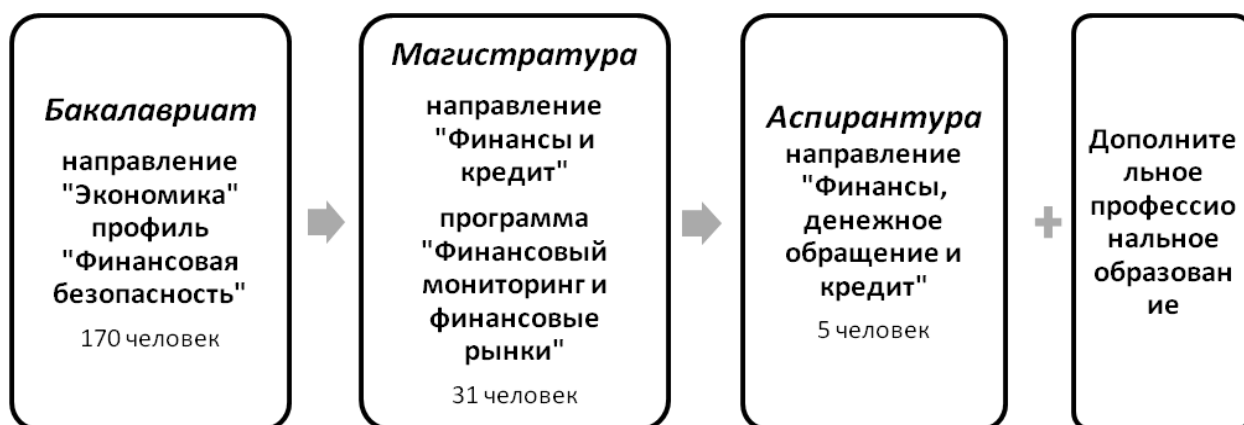 Бакалавриат
направление
"Экономика"
профиль
"Финансовая
безопасность"
170 человек
Магистратура
направление
"Финансы и
кредит"
программа
"Финансовый
мониторинг и
финансовые
рынки"
31 человек
Аспирантура
направление
"Финансы,
денежное
обращение и
кредит"
5 человек
Дополните
льное
профессио
нальное
образован
ие